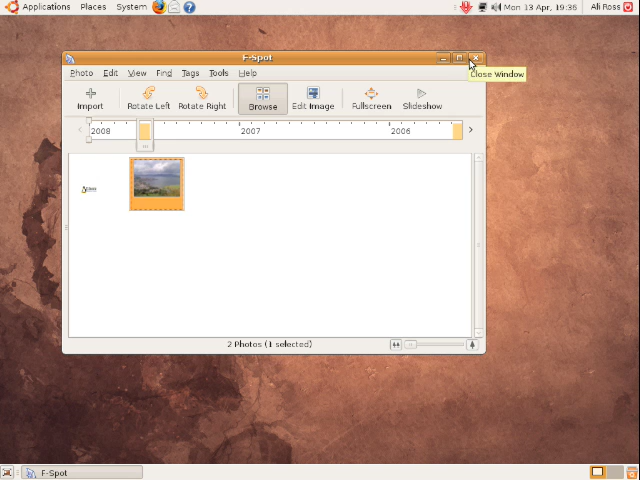 Applications Places System Mon 13 Apr, 19:36 Ali Ross
F-Spot
Close Window
Photo Edit View Find Tags Tools Help
Import Rotate Left Rotate Right Browse Edit Image Fullscreen Slideshow
2008 2007 2006
2 Photos (1 selected)
F-Spot